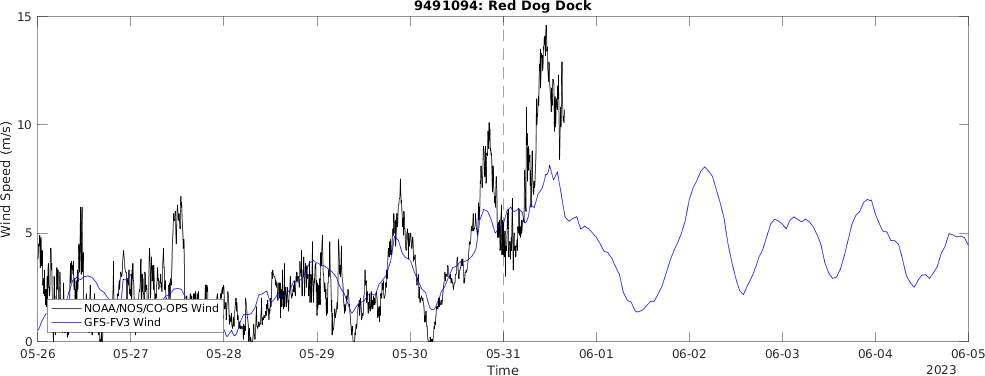 9491094: Red Dog Dock
15
10
5
0
Wind Speed (m/s)
NOAA/NOS/CO-OPS Wind
GFS-FV3 Wind
05-26 05-27 05-28 05-29 05-30 05-31 06-01 06-02 06-03 06-04 06-05
Time
2023